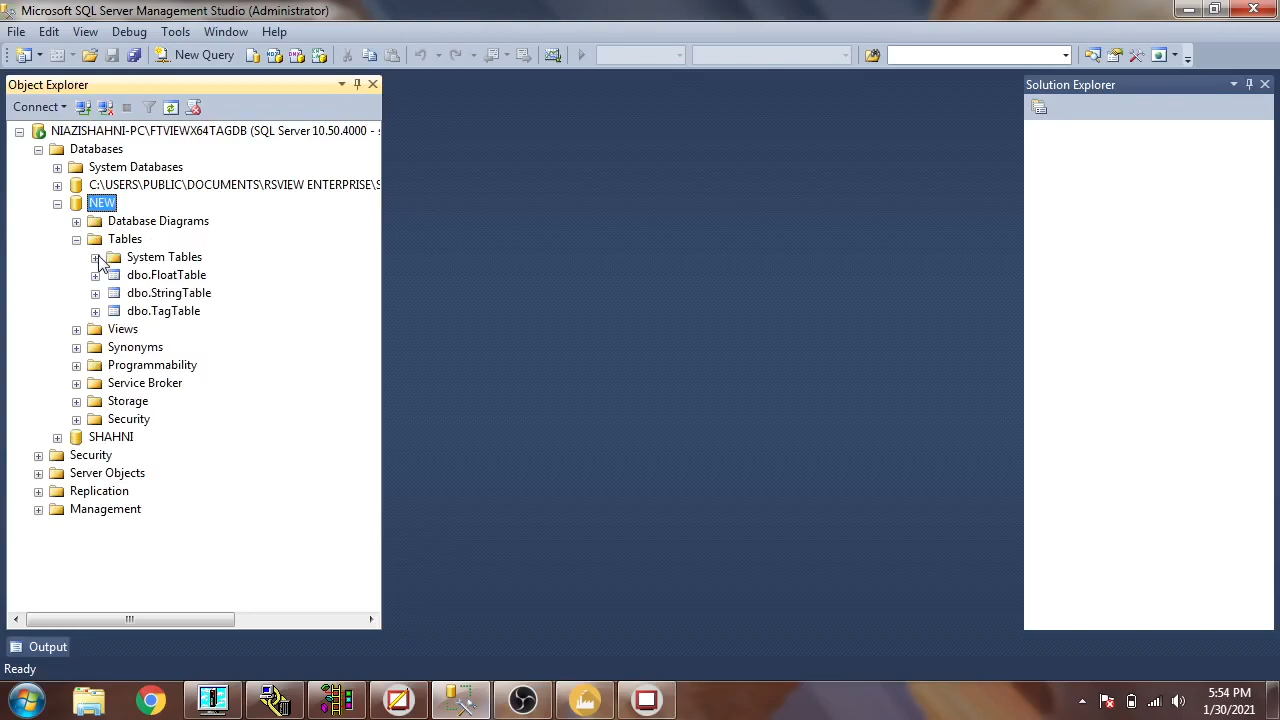 Microsoft SQL Server Management Studio (Administrator)
File Edit View Debug Tools Window Help
New Query
Object Explorer
Connect
NIAZISHAHNI-PC\FTVIEWX64TAGDB (SQL Server 10.50.4000 - s
Databases
System Databases
C:\USERS\PUBLIC\DOCUMENTS\RSVIEW ENTERPRISE\S
NEW
Database Diagrams
Tables
System Tables
dbo.FloatTable
dbo.StringTable
dbo.TagTable
Views
Synonyms
Programmability
Service Broker
Storage
Security
SHAHNI
Security
Server Objects
Replication
Management
Solution Explorer
Output
Ready
5:54 PM
1/30/2021